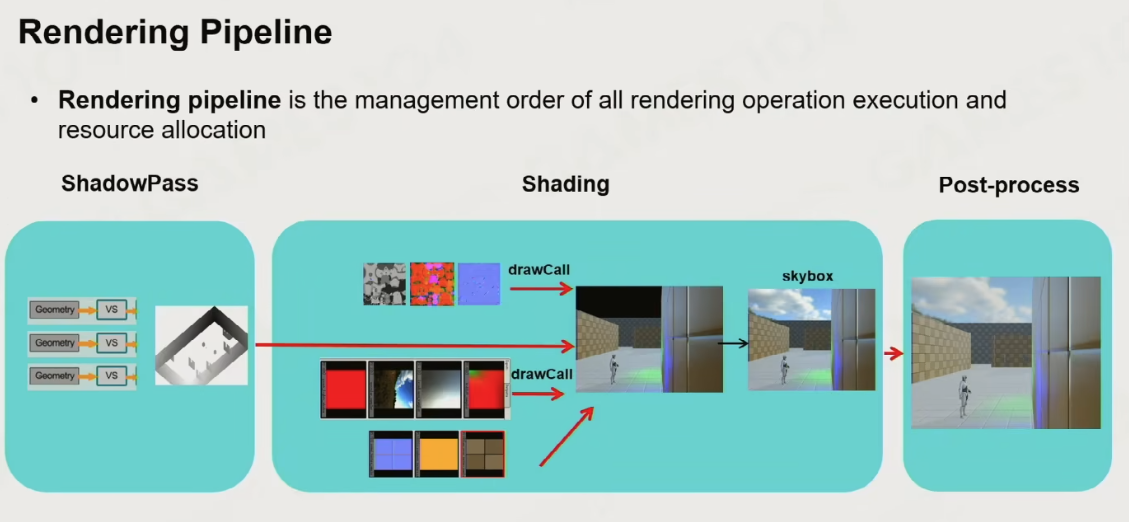 Rendering Pipeline
• Rendering pipeline is the management order of all rendering operation execution and
resource allocation
ShadowPass
Shading
Post-process
drawCall
skybox
Geometry
VS
Geometry
VS
Geometry
VS
drawCall